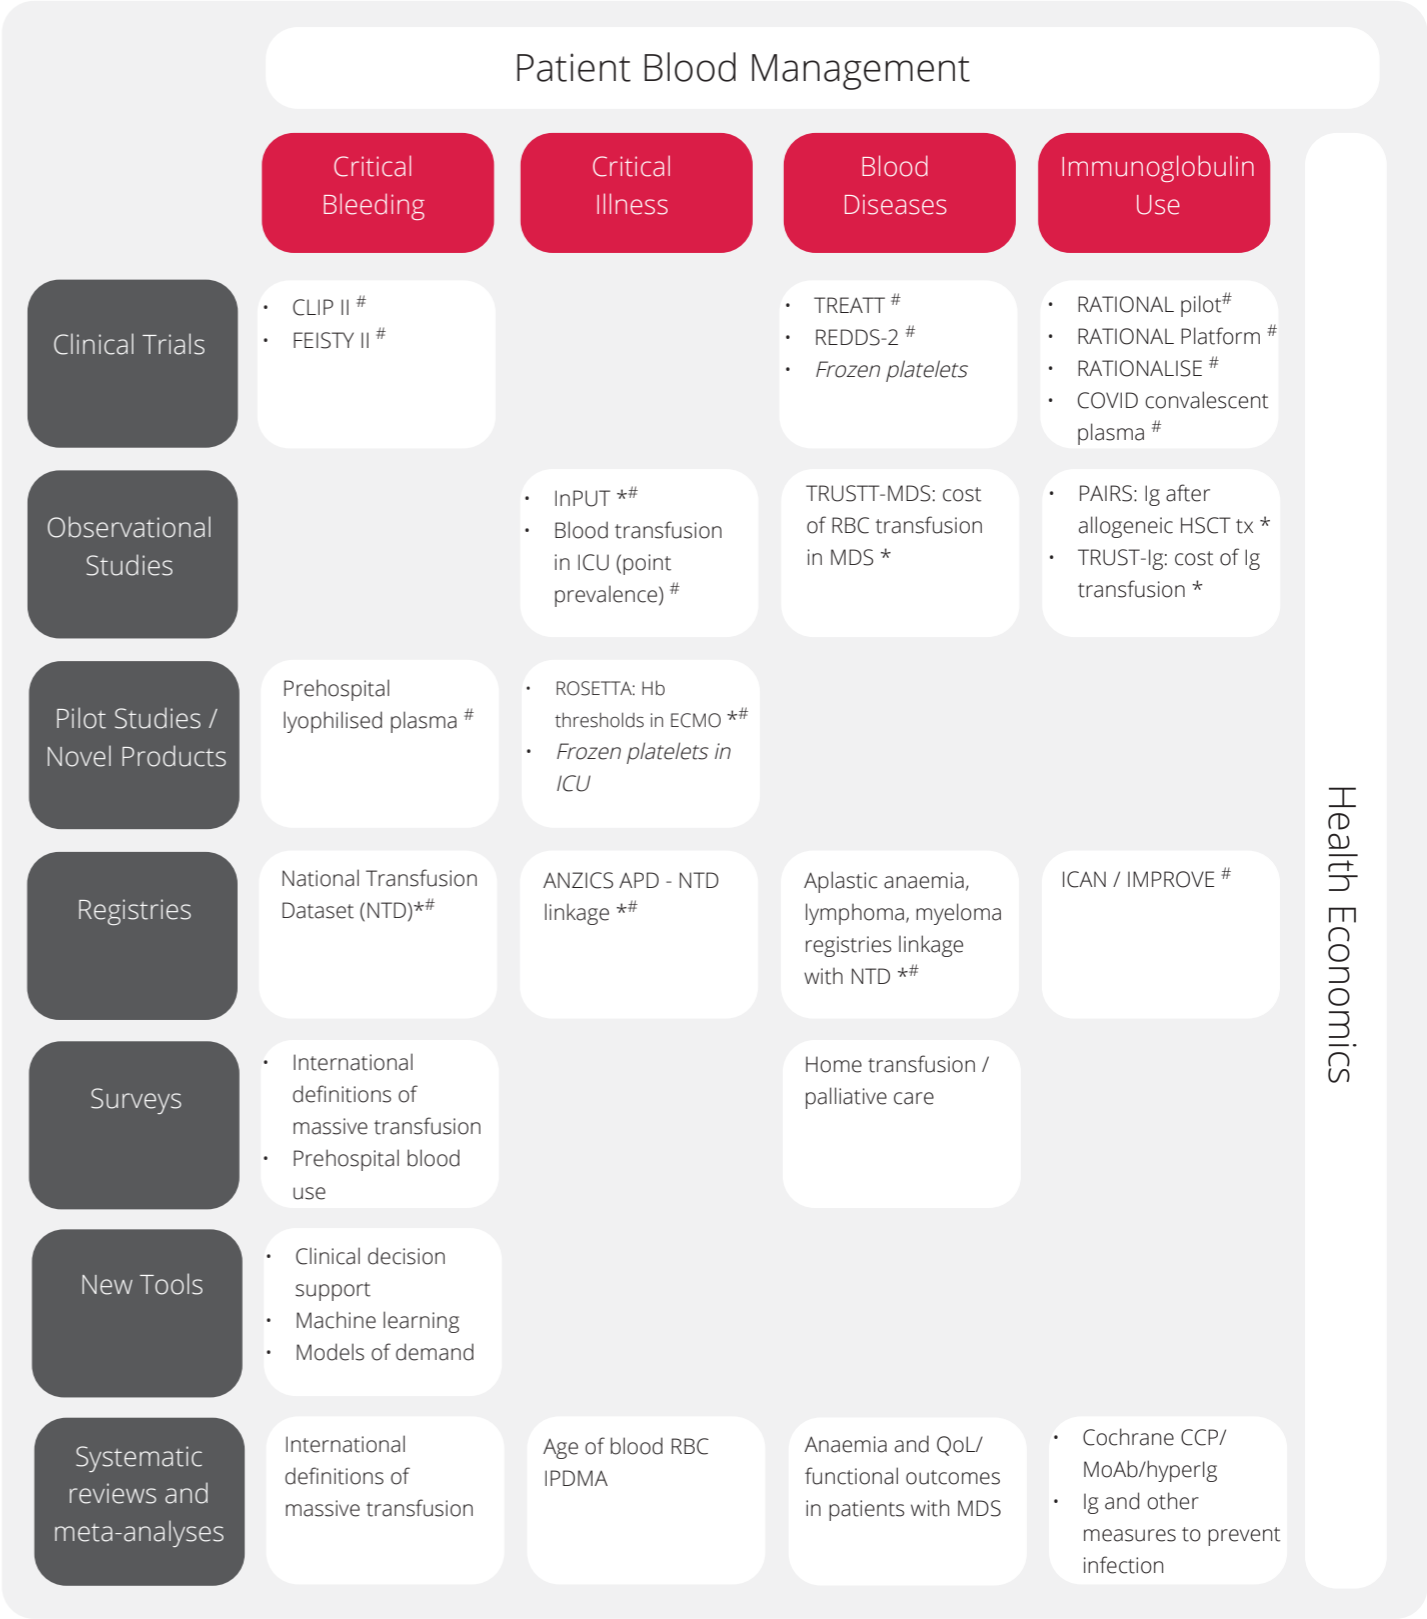 Patient Blood Management
Critical
Bleeding
Critical
Illness
Blood
Diseases
Immunoglobulin
Use
Clinical Trials
• CLIP II #
• FEISTY II #
• TREATT #
• REDDS-2 #
• Frozen platelets
• RATIONAL pilot#
• RATIONAL Platform #
• RATIONALISE #
• COVID convalescent
plasma #
Observational
Studies
• InPUT *#
• Blood transfusion
in ICU (point
prevalence) #
TRUSTT-MDS: cost
of RBC transfusion
in MDS *
• PAIRS: Ig after
allogeneic HSCT tx *
• TRUST-Ig: cost of Ig
transfusion *
Pilot Studies /
Novel Products
Prehospital
lyophilised plasma #
• ROSETTA: Hb
thresholds in ECMO *#
• Frozen platelets in
ICU
Registries
National Transfusion
Dataset (NTD)*#
ANZICS APD - NTD
linkage *#
Aplastic anaemia,
lymphoma, myeloma
registries linkage
with NTD *#
ICAN / IMPROVE #
Surveys
• International
definitions of
massive transfusion
• Prehospital blood
use
Home transfusion /
palliative care
New Tools
• Clinical decision
support
• Machine learning
• Models of demand
Systematic
reviews and
meta-analyses
International
definitions of
massive transfusion
Age of blood RBC
IPDMA
Anaemia and QoL/
functional outcomes
in patients with MDS
• Cochrane CCP/
MoAb/hyperIg
• Ig and other
measures to prevent
infection
Health Economics